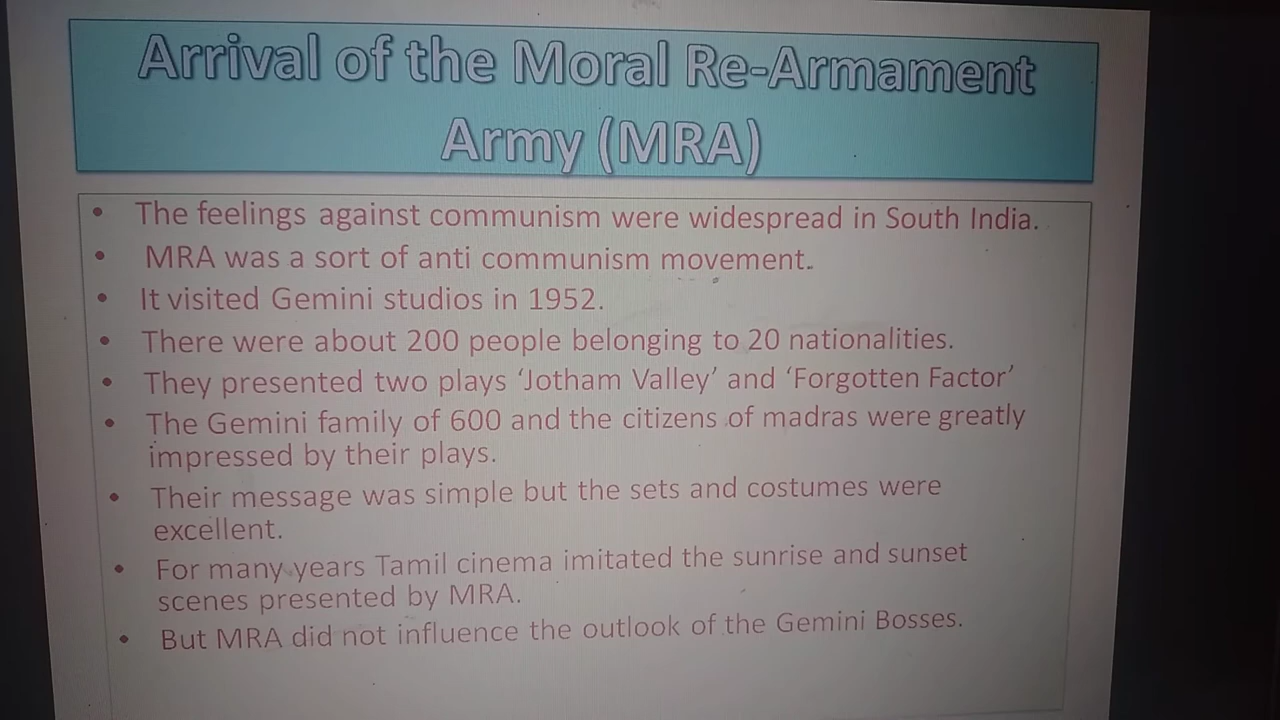 Arrival of the Moral Re-Armament
Army (MRA)
• The feelings against communism were widespread in South India.
• MRA was a sort of anti communism movement.
• It visited Gemini studios in 1952.
• There were about 200 people belonging to 20 nationalities.
• They presented two plays ‘Jotham Valley’ and ‘Forgotten Factor’
• The Gemini family of 600 and the citizens of madras were greatly
impressed by their plays.
• Their message was simple but the sets and costumes were
excellent.
• For many years Tamil cinema imitated the sunrise and sunset
scenes presented by MRA.
• But MRA did not influence the outlook of the Gemini Bosses.